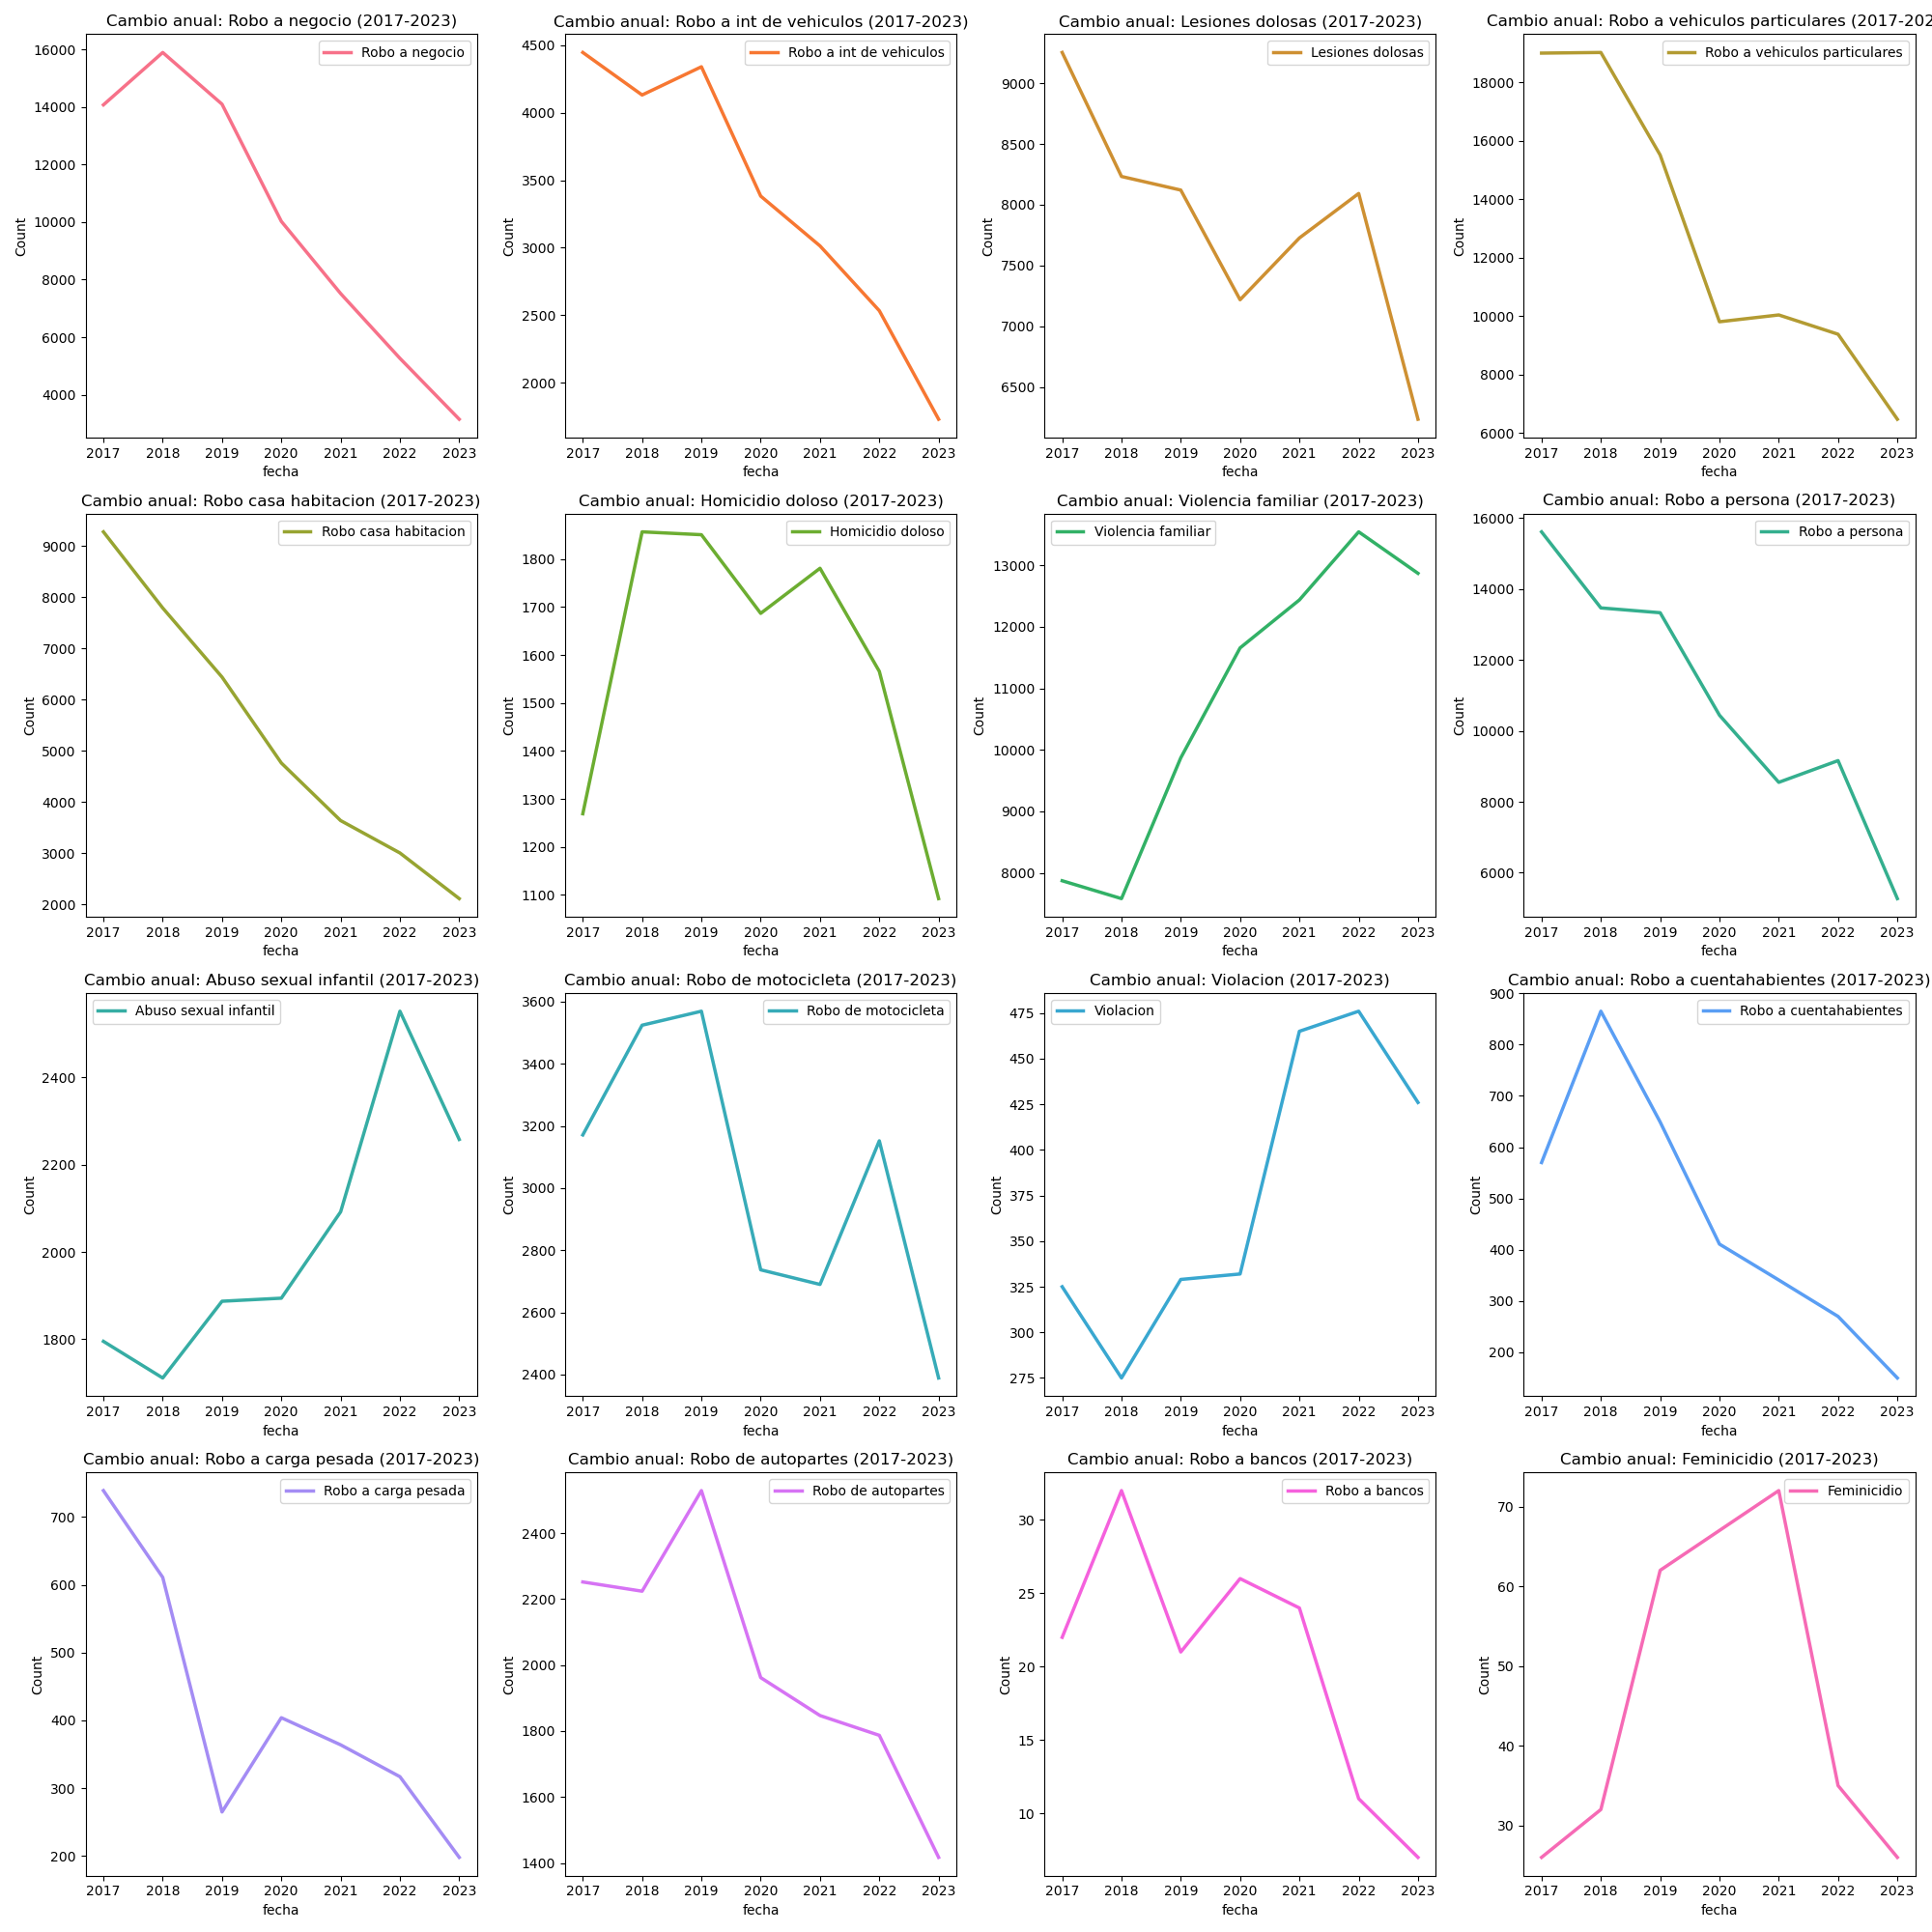 Cambio anual: Robo a negocio (2017-2023)
Robo a negocio
16000
14000
12000
10000
8000
6000
4000
Count
2017 2018 2019 2020 2021 2022 2023
fecha
Cambio anual: Robo a int de vehiculos (2017-2023)
Robo a int de vehiculos
4500
4000
3500
3000
2500
2000
Count
2017 2018 2019 2020 2021 2022 2023
fecha
Cambio anual: Lesiones dolosas (2017-2023)
Lesiones dolosas
9000
8500
8000
7500
7000
6500
Count
2017 2018 2019 2020 2021 2022 2023
fecha
Cambio anual: Robo a vehiculos particulares (2017-202
Robo a vehiculos particulares
18000
16000
14000
12000
10000
8000
6000
Count
2017 2018 2019 2020 2021 2022 2023
fecha
Cambio anual: Robo casa habitacion (2017-2023)
Robo casa habitacion
9000
8000
7000
6000
5000
4000
3000
2000
Count
2017 2018 2019 2020 2021 2022 2023
fecha
Cambio anual: Homicidio doloso (2017-2023)
Homicidio doloso
1800
1700
1600
1500
1400
1300
1200
1100
Count
2017 2018 2019 2020 2021 2022 2023
fecha
Cambio anual: Violencia familiar (2017-2023)
Violencia familiar
13000
12000
11000
10000
9000
8000
Count
2017 2018 2019 2020 2021 2022 2023
fecha
Cambio anual: Robo a persona (2017-2023)
Robo a persona
16000
14000
12000
10000
8000
6000
Count
2017 2018 2019 2020 2021 2022 2023
fecha
Cambio anual: Abuso sexual infantil (2017-2023)
Abuso sexual infantil
2400
2200
2000
1800
Count
2017 2018 2019 2020 2021 2022 2023
fecha
Cambio anual: Robo de motocicleta (2017-2023)
Robo de motocicleta
3600
3400
3200
3000
2800
2600
2400
Count
2017 2018 2019 2020 2021 2022 2023
fecha
Cambio anual: Violacion (2017-2023)
Violacion
475
450
425
400
375
350
325
300
275
Count
2017 2018 2019 2020 2021 2022 2023
fecha
Cambio anual: Robo a cuentahabientes (2017-2023)
Robo a cuentahabientes
900
800
700
600
500
400
300
200
Count
2017 2018 2019 2020 2021 2022 2023
fecha
Cambio anual: Robo a carga pesada (2017-2023)
Robo a carga pesada
700
600
500
400
300
200
Count
2017 2018 2019 2020 2021 2022 2023
fecha
Cambio anual: Robo de autopartes (2017-2023)
Robo de autopartes
2400
2200
2000
1800
1600
1400
Count
2017 2018 2019 2020 2021 2022 2023
fecha
Cambio anual: Robo a bancos (2017-2023)
Robo a bancos
30
25
20
15
10
Count
2017 2018 2019 2020 2021 2022 2023
fecha
Cambio anual: Feminicidio (2017-2023)
Feminicidio
70
60
50
40
30
Count
2017 2018 2019 2020 2021 2022 2023
fecha